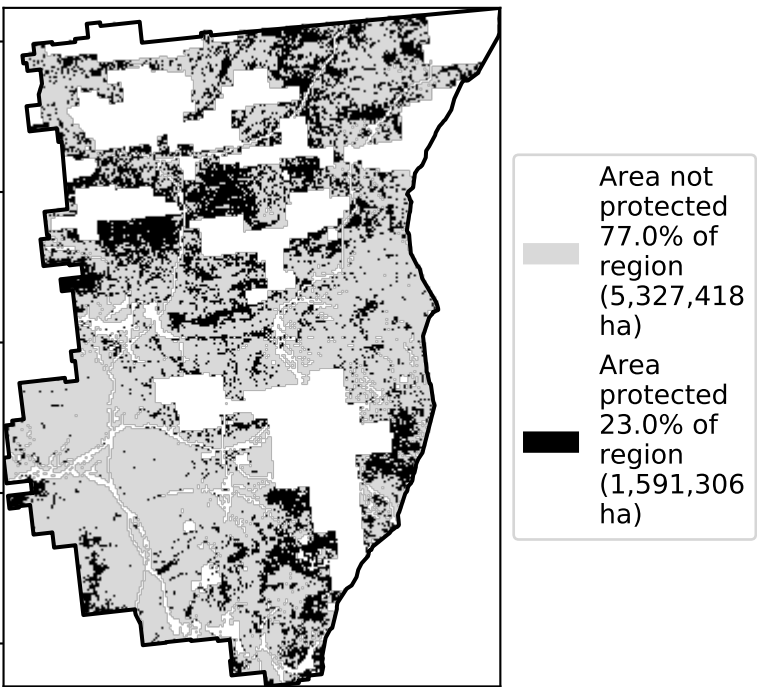 Area not
protected
77.0% of
region
(5,327,418
ha)
Area
protected
23.0% of
region
(1,591,306
ha)